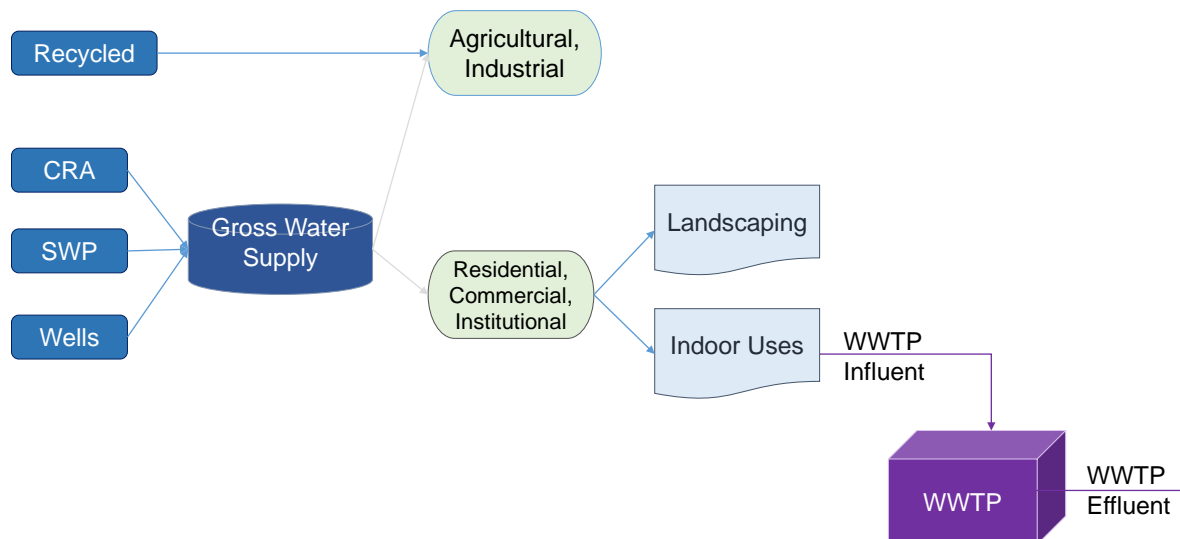 Recycled
Agricultural,
Industrial
CRA
SWP
Wells
Gross Water
Supply
Residential,
Commercial,
Institutional
Landscaping
Indoor Uses
WWTP
Influent
WWTP
WWTP
Effluent